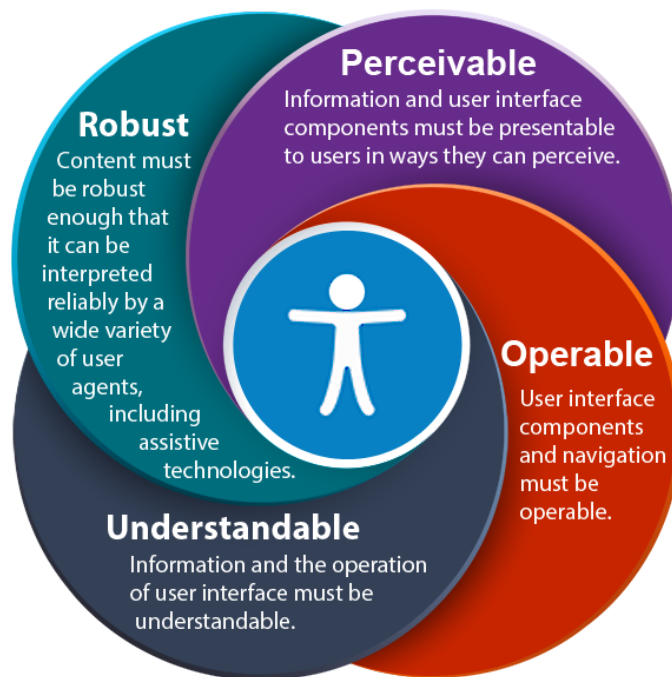 Perceivable
Information and user interface
components must be presentable
to users in ways they can perceive.
Operable
User interface
components
and navigation
must be
operable.
Understandable
Information and the operation
of user interface must be
understandable.
Robust
Content must
be robust
enough that
it can be
interpreted
reliably by a
wide variety
of user
agents,
including
assistive
technologies.